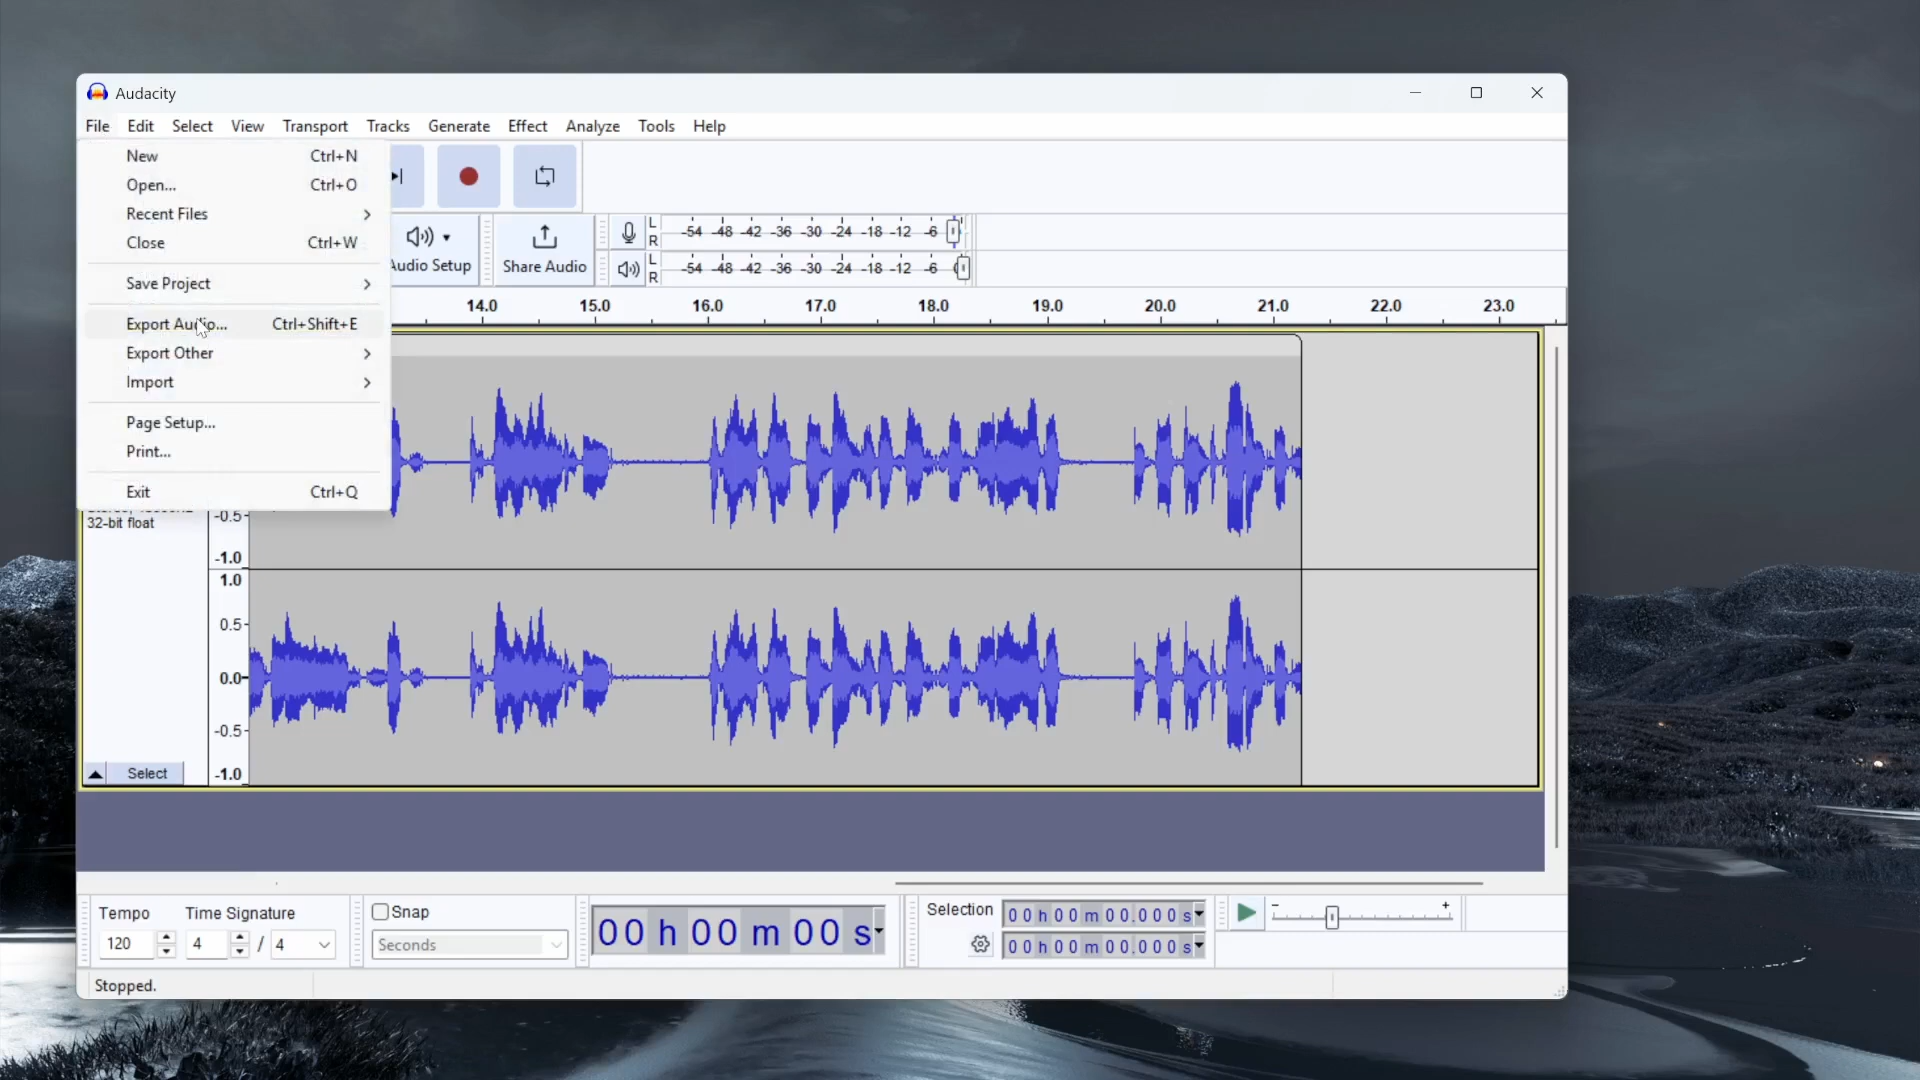 Audacity
File Edit Select View Transport Tracks Generate Effect Analyze Tools Help
New Ctrl+N
Open... Ctrl+O
Recent Files
Close Ctrl+W
Save Project
Export Audio... Ctrl+Shift+E
Export Other
Import
Page Setup...
Print...
Exit Ctrl+Q
Audio Setup
Share Audio
L
R
-54 -48 -42 -36 -30 -24 -18 -12 -6
L
R
-54 -48 -42 -36 -30 -24 -18 -12 -6
14.0 15.0 16.0 17.0 18.0 19.0 20.0 21.0 22.0 23.0
32-bit float
-0.5
-1.0
1.0
0.5
0.0
-0.5
-1.0
Select
Tempo
120
Time Signature
4 / 4
Snap
Seconds
00 h 00 m 00 s
Selection
00 h 00 m 00.000 s
00 h 00 m 00.000 s
- +
Stopped.